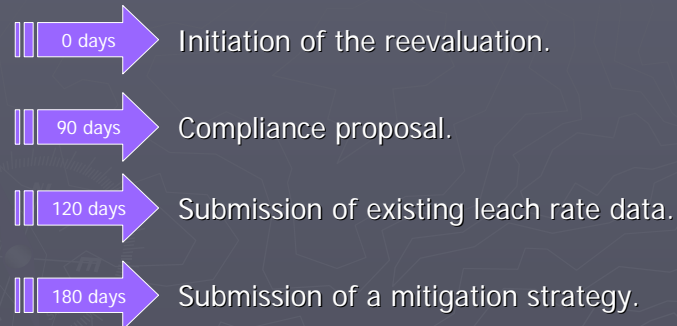 0 days Initiation of the reevaluation.
90 days Compliance proposal.
120 days Submission of existing leach rate data.
180 days Submission of a mitigation strategy.